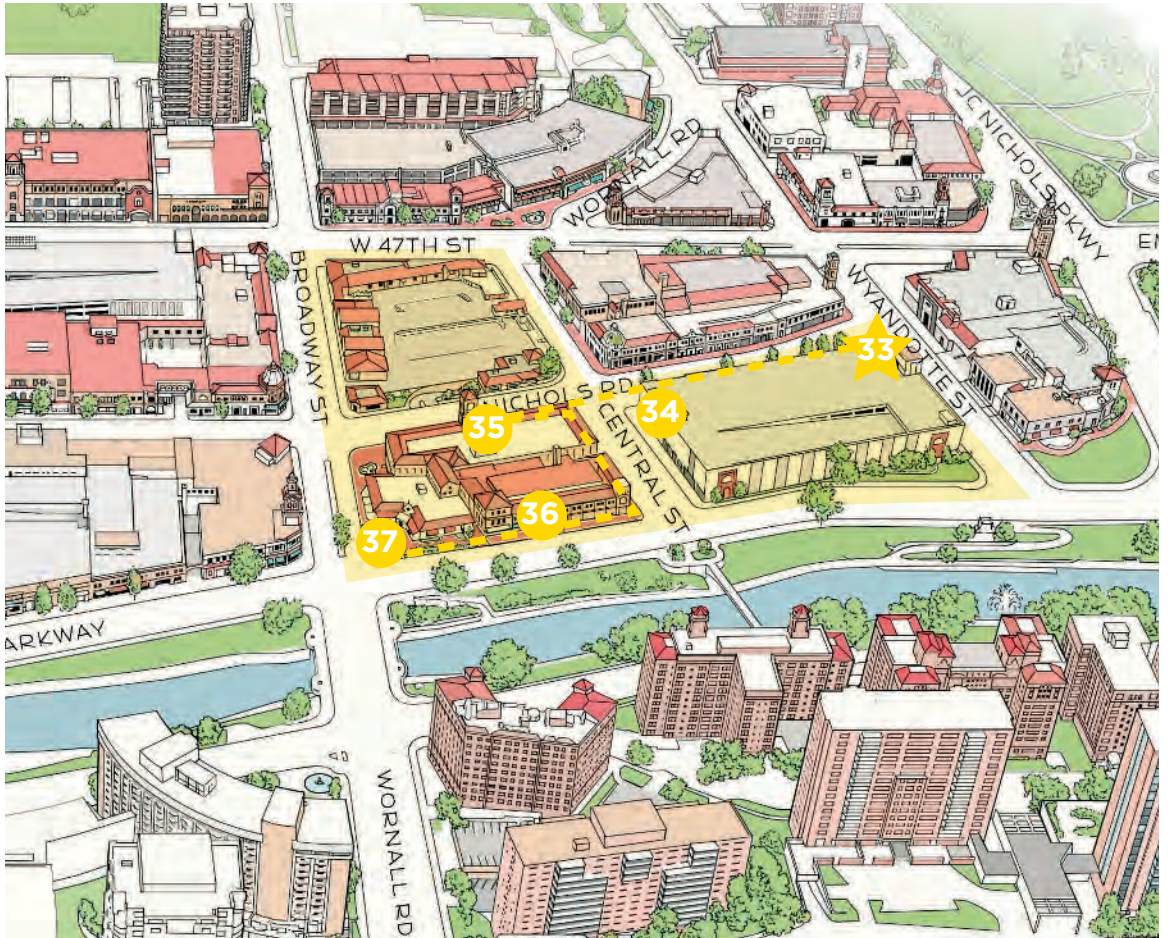 JC NICHOLS PKWY
WORNALL RD
W 47TH ST
BROADWAY ST
WYANDOTTE ST
EM
33
NICHOLS RD
34
35
CENTRAL ST
36
37
ARKWAY
WORNALL RD